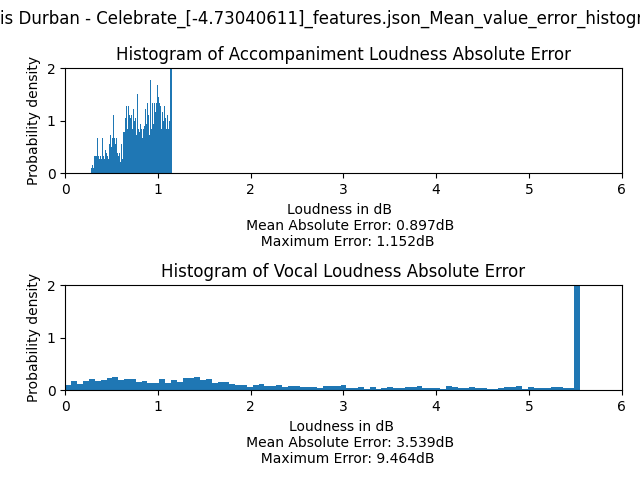 is Durban - Celebrate_[-4.73040611]_features.json_Mean_value_error_histogr
Histogram of Accompaniment Loudness Absolute Error
Probability density
2
1
0
0 1 2 3 4 5 6
Loudness in dB
Mean Absolute Error: 0.897dB
Maximum Error: 1.152dB
Histogram of Vocal Loudness Absolute Error
Probability density
2
1
0
0 1 2 3 4 5 6
Loudness in dB
Mean Absolute Error: 3.539dB
Maximum Error: 9.464dB